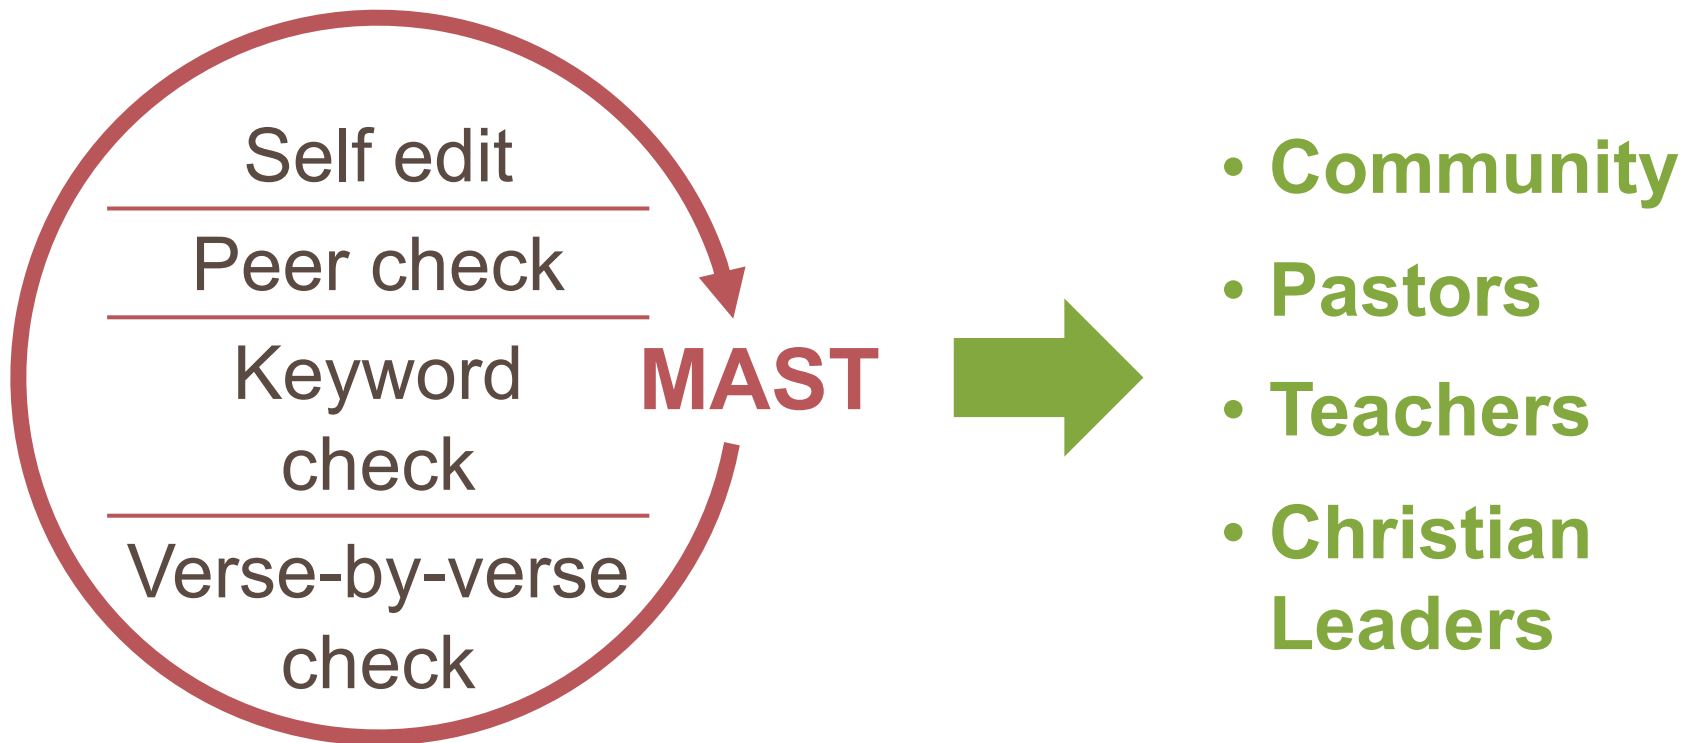 Self edit
Peer check
Keyword
check
Verse-by-verse
check
MAST
• Community
• Pastors
• Teachers
• Christian
Leaders